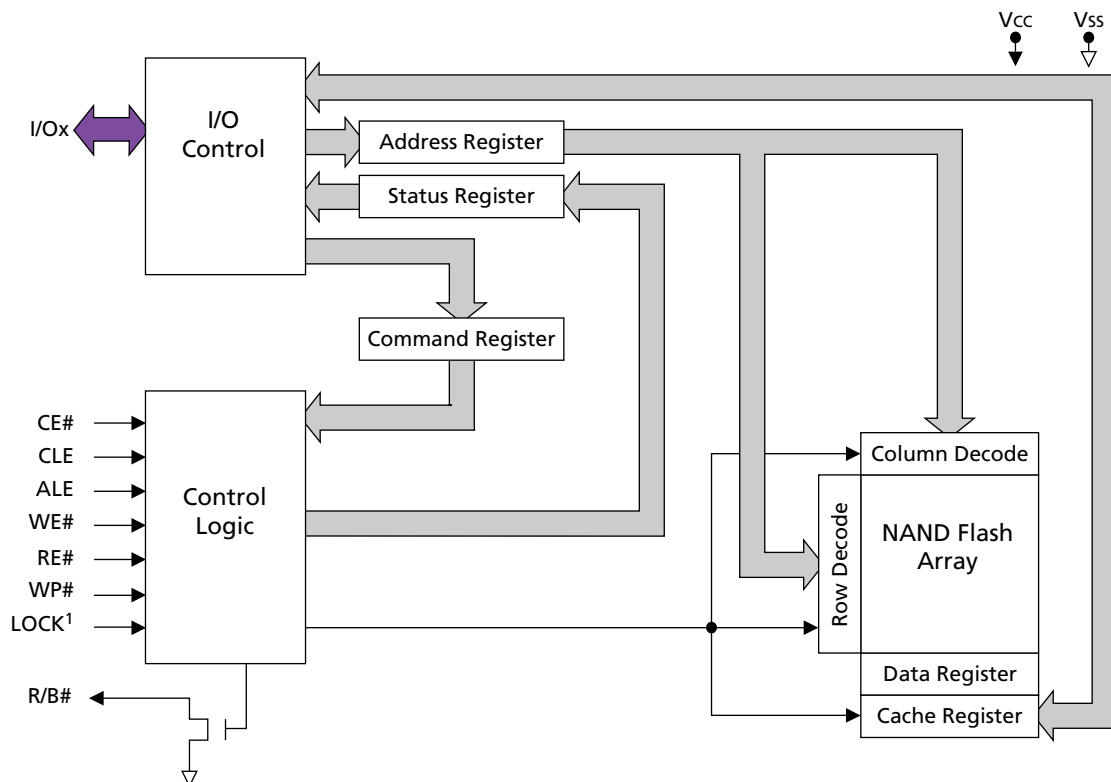 Vcc
Vss
I/Ox
I/O
Control
Address Register
Status Register
Command Register
CE#
CLE
ALE
WE#
RE#
WP#
LOCK¹
Control
Logic
R/B#
Column Decode
Row Decode
NAND Flash
Array
Data Register
Cache Register